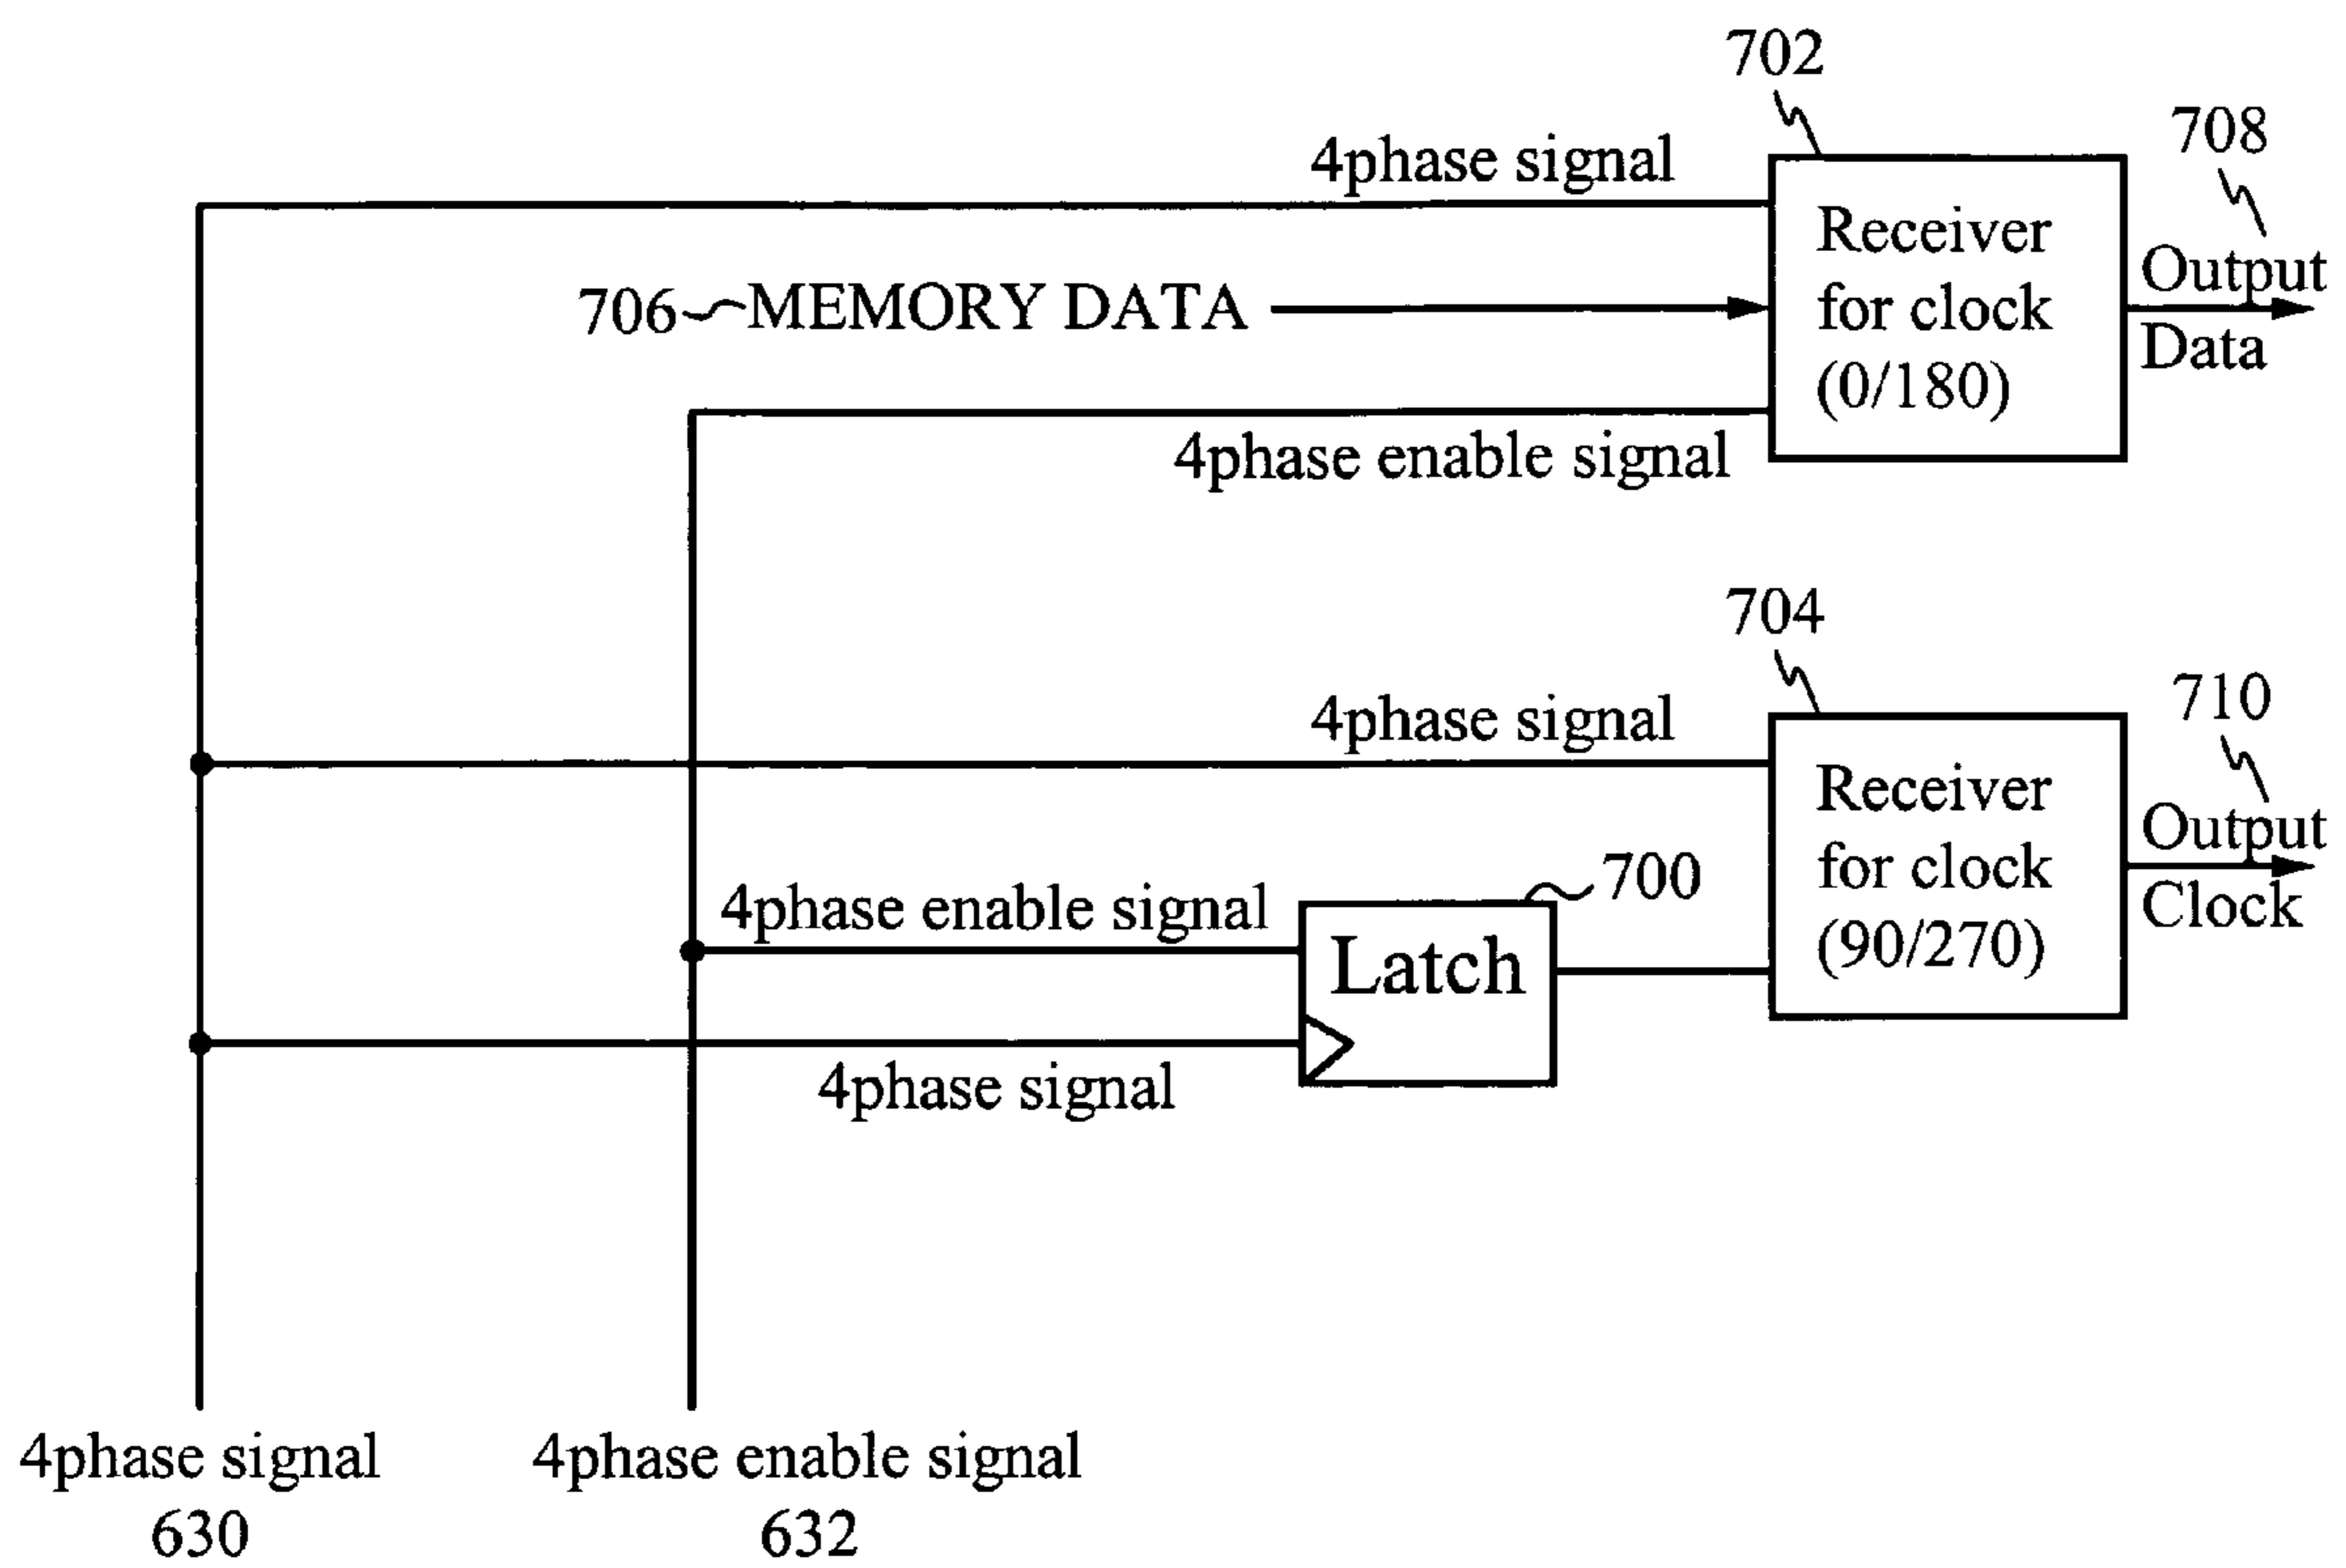 702
708
4phase signal
Receiver
for clock
(0/180)
Output
Data
706
MEMORY DATA
4phase enable signal
704
710
4phase signal
Receiver
for clock
(90/270)
Output
Clock
700
4phase enable signal
Latch
4phase signal
4phase signal
630
4phase enable signal
632